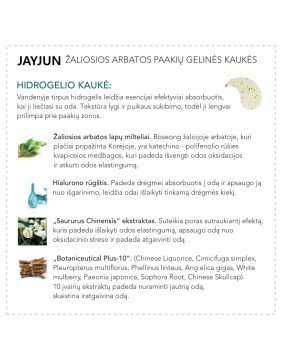 JAYJUN ŽALIOSIOS ARBATOS PAAKIŲ GELINĖS KAUKĖS
HIDROGELIO KAUKĖ:
Vandenyje tirpus hidrogelis leidžia esencijai efektyviai absorbuotis,
kai ji liečiasi su oda. Tekstūra lygi ir puikaus sukibimo, todėl ji lengvai
prilimpa prie paakių zonos.
Žaliosios arbatos lapų milteliai. Boseong žaliojoje arbatoje, kuri
plačiai pripažinta Korėjoje, yra katechino - polifenolio rūšies
kvapiosios medžiagos, kuri padeda išvengti odos oksidacijos
ir atkurti odos elastingumą.
Hialurono rūgštis. Padeda drėgmei absorbuotis į odą ir apsaugo ją
nuo išgarinimo, leidžia odai išlaikyti tinkamą drėgmės kiekį.
„Saururus Chinensis" ekstraktas. Suteikia poras sutraukiantį efektą,
kuris padeda išlaikyti odos elastingumą, apsaugo odą nuo
oksidacinio streso ir padeda atgaivinti odą.
„Botaniceutical Plus-10". (Chinese Liquorice, Cimicifuga simplex,
Pleuropterus multiflorus, Phellinus linteus, Ang elica gigas, White
mulberry, Paeonia japonica, Sophora Root, Chinese Skullcap).
10 įvairių ekstraktų padeda nuraminti jautrią odą,
skaistina ir atgaivina odą.